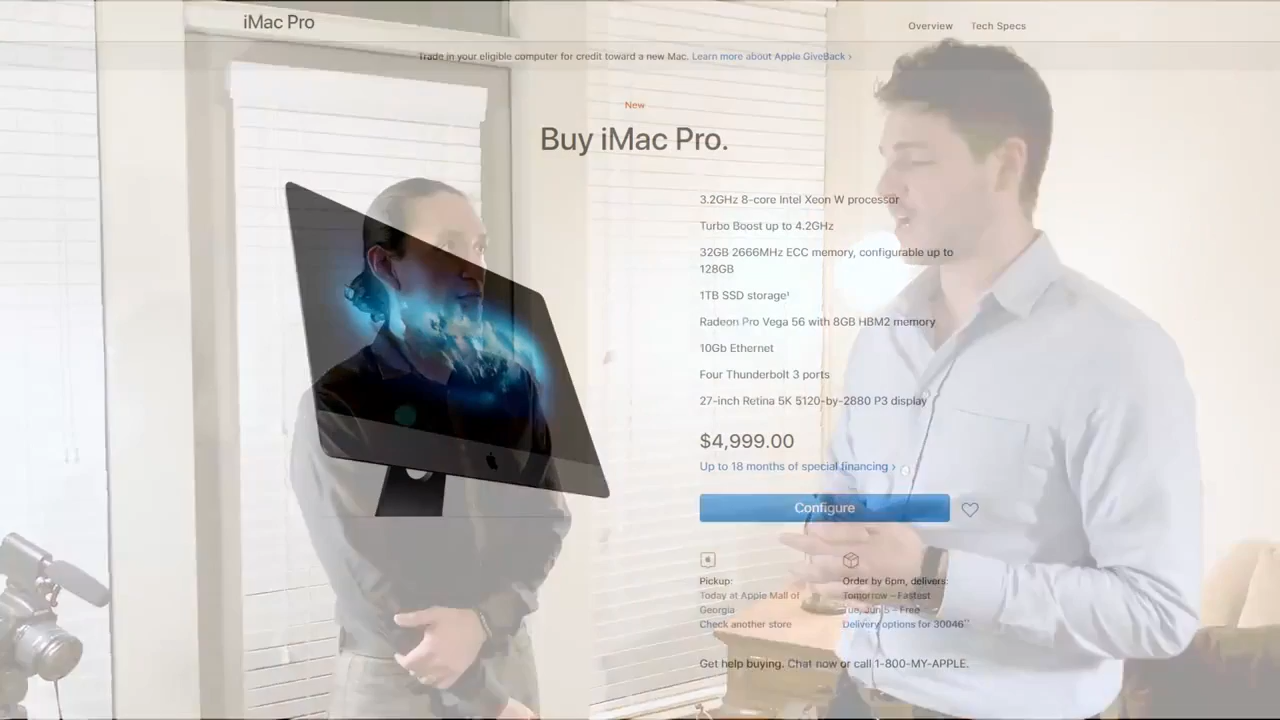 iMac Pro
Overview Tech Specs
Trade in your eligible computer for credit toward a new Mac. Learn more about Apple GiveBack ›
New
Buy iMac Pro.
3.2GHz 8-core Intel Xeon W processor
Turbo Boost up to 4.2GHz
32GB 2666MHz ECC memory, configurable up to
128GB
1TB SSD storage¹
Radeon Pro Vega 56 with 8GB HBM2 memory
10Gb Ethernet
Four Thunderbolt 3 ports
27-inch Retina 5K 5120-by-2880 P3 display
$4,999.00
Up to 18 months of special financing ›
Configure
Pickup:
Today at Apple Mall of
Georgia
Check another store
Order by 6pm, delivers:
Tomorrow – Fastest
Tue, Jun 5 – Free
Delivery options for 30046
Get help buying. Chat now or call 1-800-MY-APPLE.